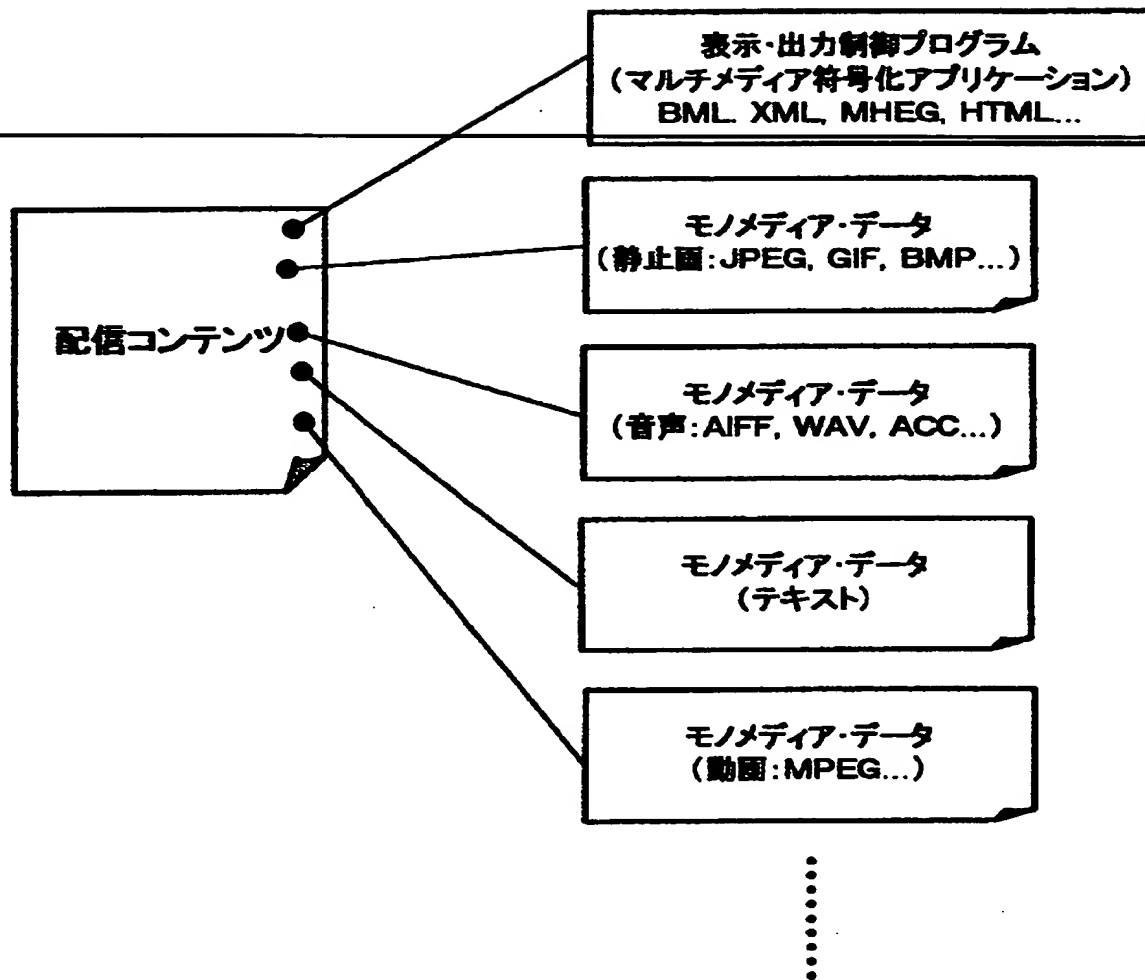 表示・出力制御プログラム
(マルチメディア符号化アプリケーション)
BML. XML, MHEG, HTML...
モノメディア・データ
(静止画:JPEG, GIF, BMP...)
配信コンテンツ
モノメディア・データ
(音声:AIFF, WAV, ACC...)
モノメディア・データ
(テキスト)
モノメディア・データ
(動画:MPEG...)